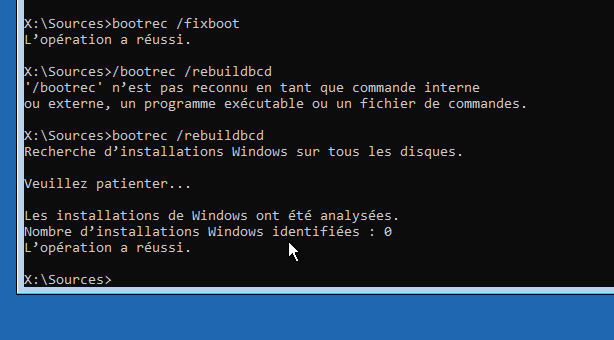 X:\Sources>bootrec /fixboot
L’opération a réussi.
X:\Sources>/bootrec /rebuildbcd
'/bootrec' n’est pas reconnu en tant que commande interne
ou externe, un programme exécutable ou un fichier de commandes.
X:\Sources>bootrec /rebuildbcd
Recherche d’installations Windows sur tous les disques.
Veuillez patienter...
Les installations de Windows ont été analysées.
Nombre d’installations Windows identifiées : 0
L’opération a réussi.
X:\Sources>